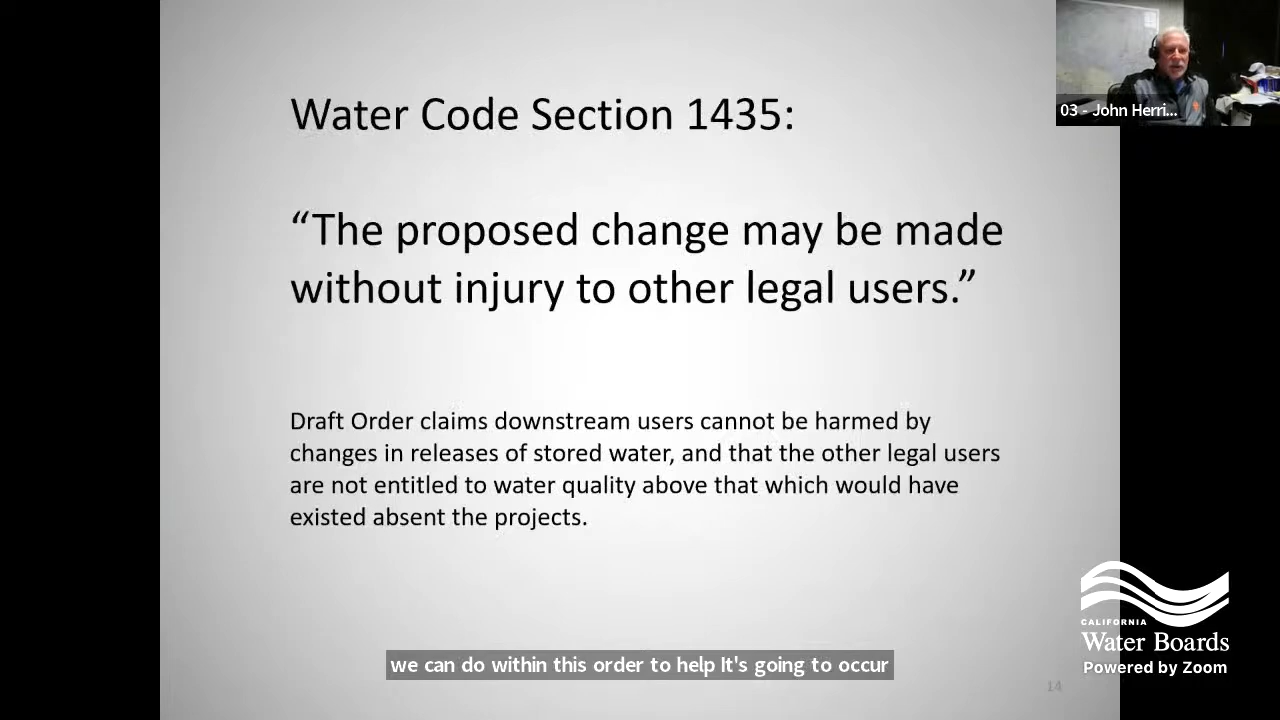 Water Code Section 1435:
“The proposed change may be made
without injury to other legal users.”
Draft Order claims downstream users cannot be harmed by
changes in releases of stored water, and that the other legal users
are not entitled to water quality above that which would have
existed absent the projects.
03 - John Herri...
CALIFORNIA
Water Boards
Powered by Zoom
we can do within this order to help It's going to occur
14